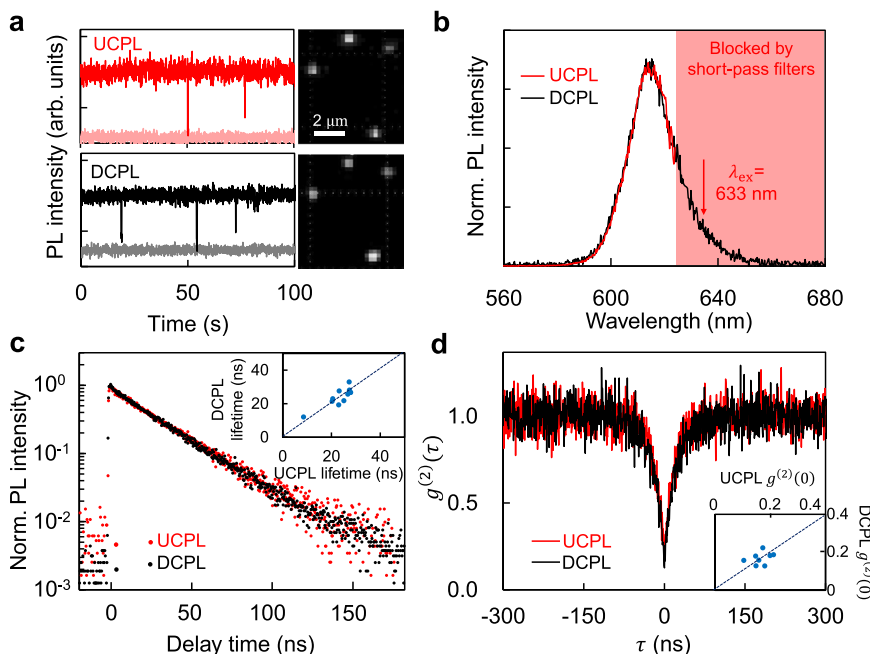 a
UCPL
2 μm
DCPL
PL intensity (arb. units)
0
50
100
Time (s)
b
UCPL
DCPL
Blocked by
short-pass filters
λex=
633 nm
Norm. PL intensity
560
600
640
680
Wavelength (nm)
c
10⁰
10⁻¹
10⁻²
10⁻³
Norm. PL intensity
UCPL
DCPL
0
50
100
150
Delay time (ns)
DCPL
lifetime (ns)
40
20
0
0
20
40
UCPL lifetime (ns)
d
1.0
0.5
0.0
g⁽²⁾(τ)
UCPL
DCPL
-300
-150
0
150
300
τ (ns)
UCPL g⁽²⁾(0)
0
0.2
0.4
0.4
0.2
0
DCPL g⁽²⁾(0)